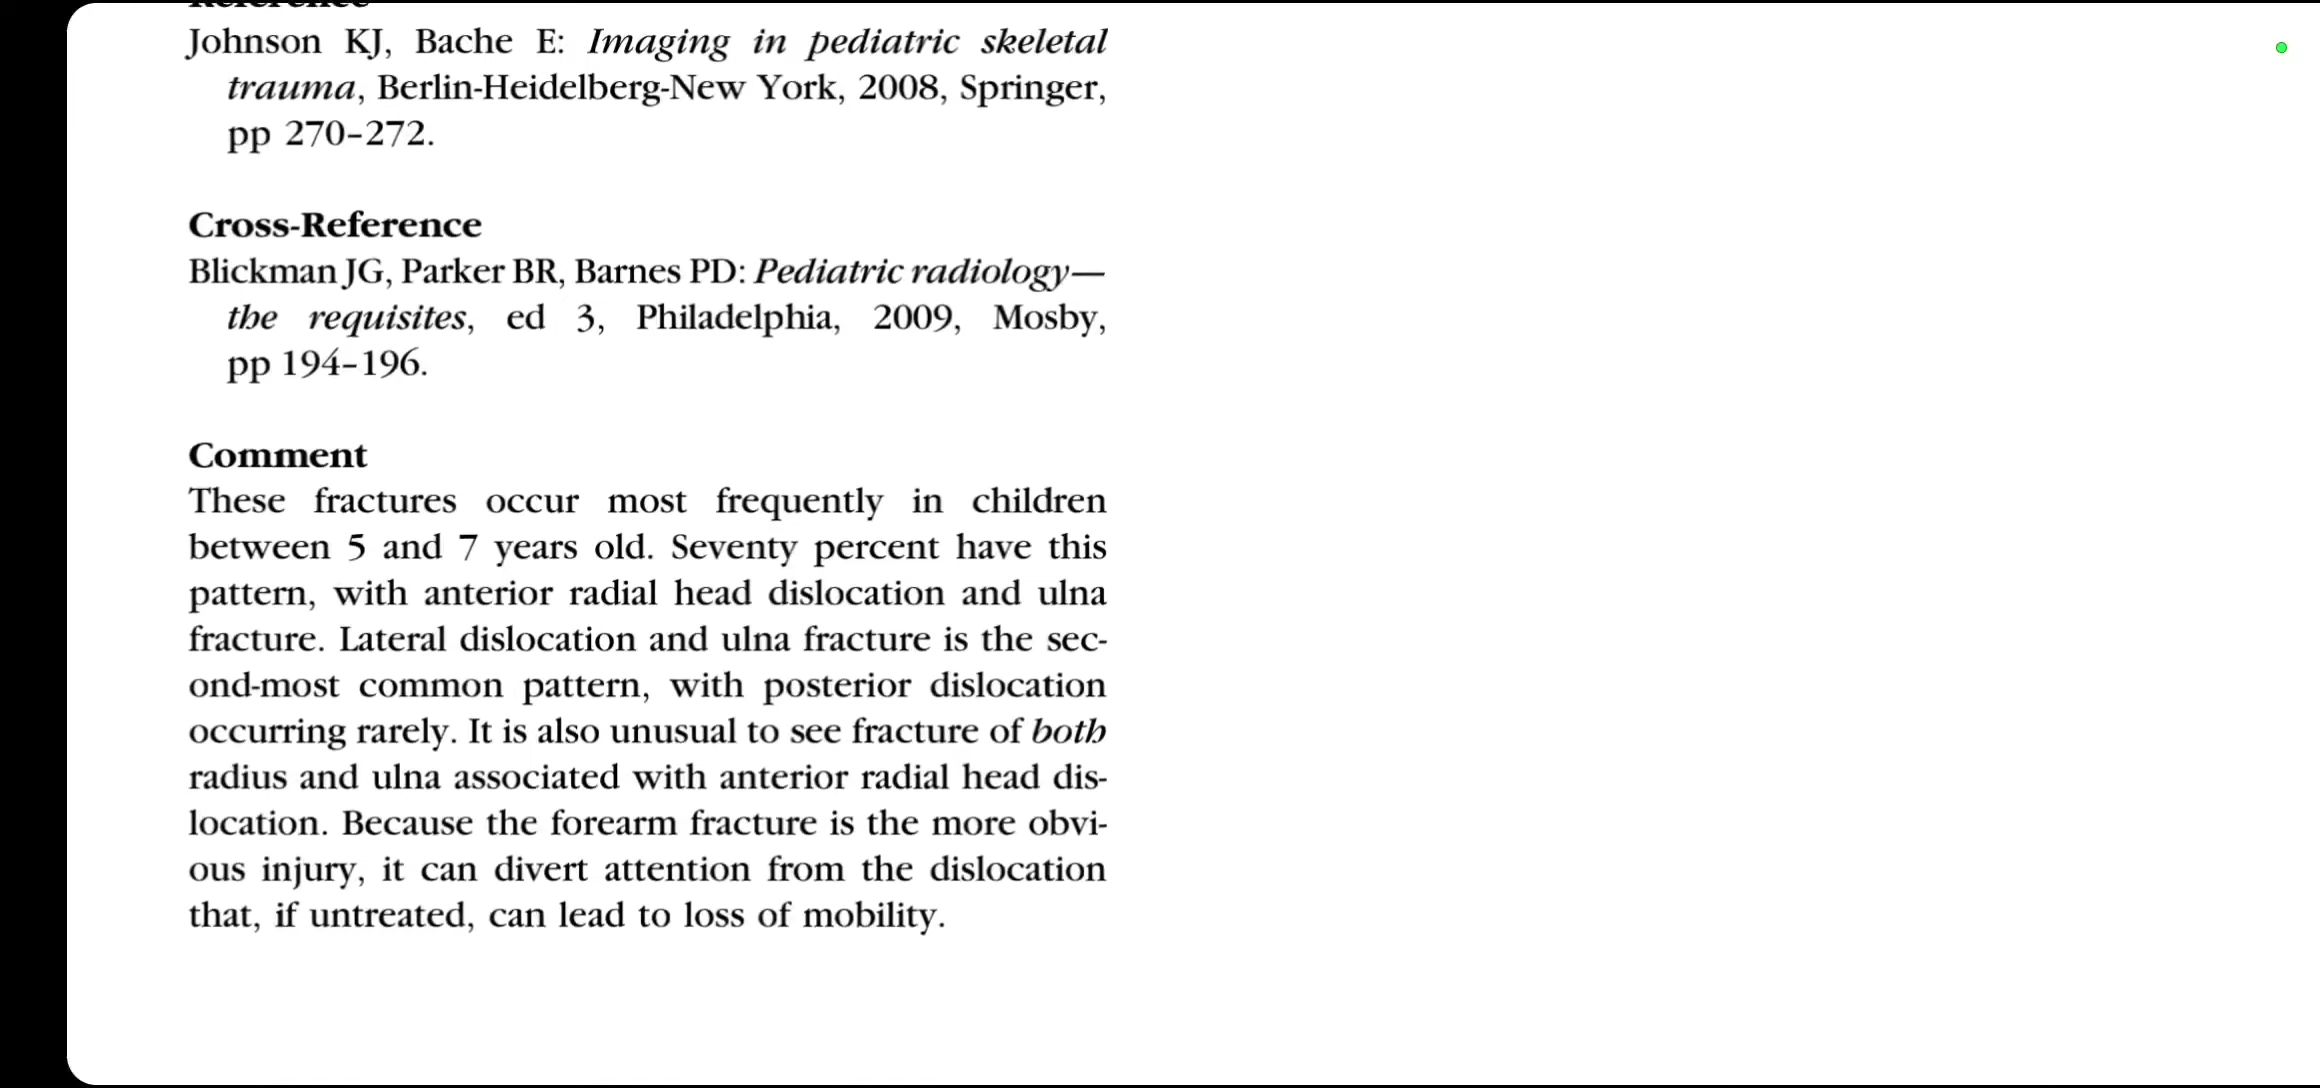 Johnson KJ, Bache E: Imaging in pediatric skeletal
trauma, Berlin-Heidelberg-New York, 2008, Springer,
pp 270–272.
Cross-Reference
Blickman JG, Parker BR, Barnes PD: Pediatric radiology—
the requisites, ed 3, Philadelphia, 2009, Mosby,
pp 194–196.
Comment
These fractures occur most frequently in children
between 5 and 7 years old. Seventy percent have this
pattern, with anterior radial head dislocation and ulna
fracture. Lateral dislocation and ulna fracture is the sec-
ond-most common pattern, with posterior dislocation
occurring rarely. It is also unusual to see fracture of both
radius and ulna associated with anterior radial head dis-
location. Because the forearm fracture is the more obvi-
ous injury, it can divert attention from the dislocation
that, if untreated, can lead to loss of mobility.